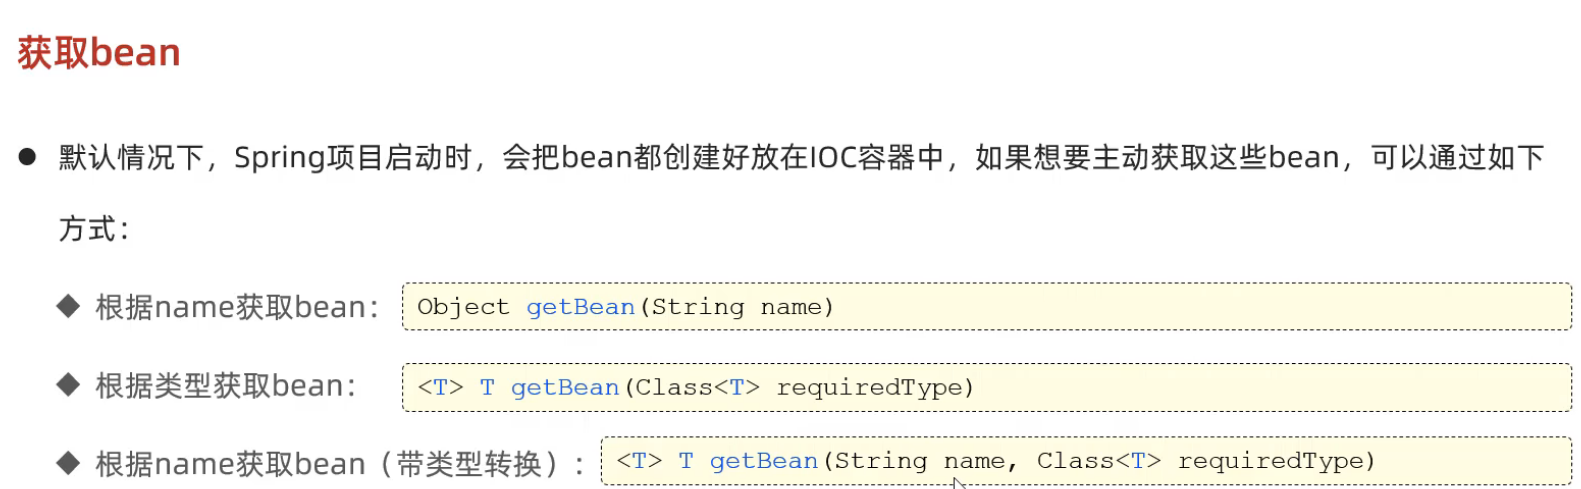 获取bean
● 默认情况下，Spring项目启动时，会把bean都创建好放在IOC容器中，如果想要主动获取这些bean，可以通过如下
方式：
◆ 根据name获取bean： Object getBean(String name)
◆ 根据类型获取bean： <T> T getBean(Class<T> requiredType)
◆ 根据name获取bean（带类型转换）： <T> T getBean(String name, Class<T> requiredType)